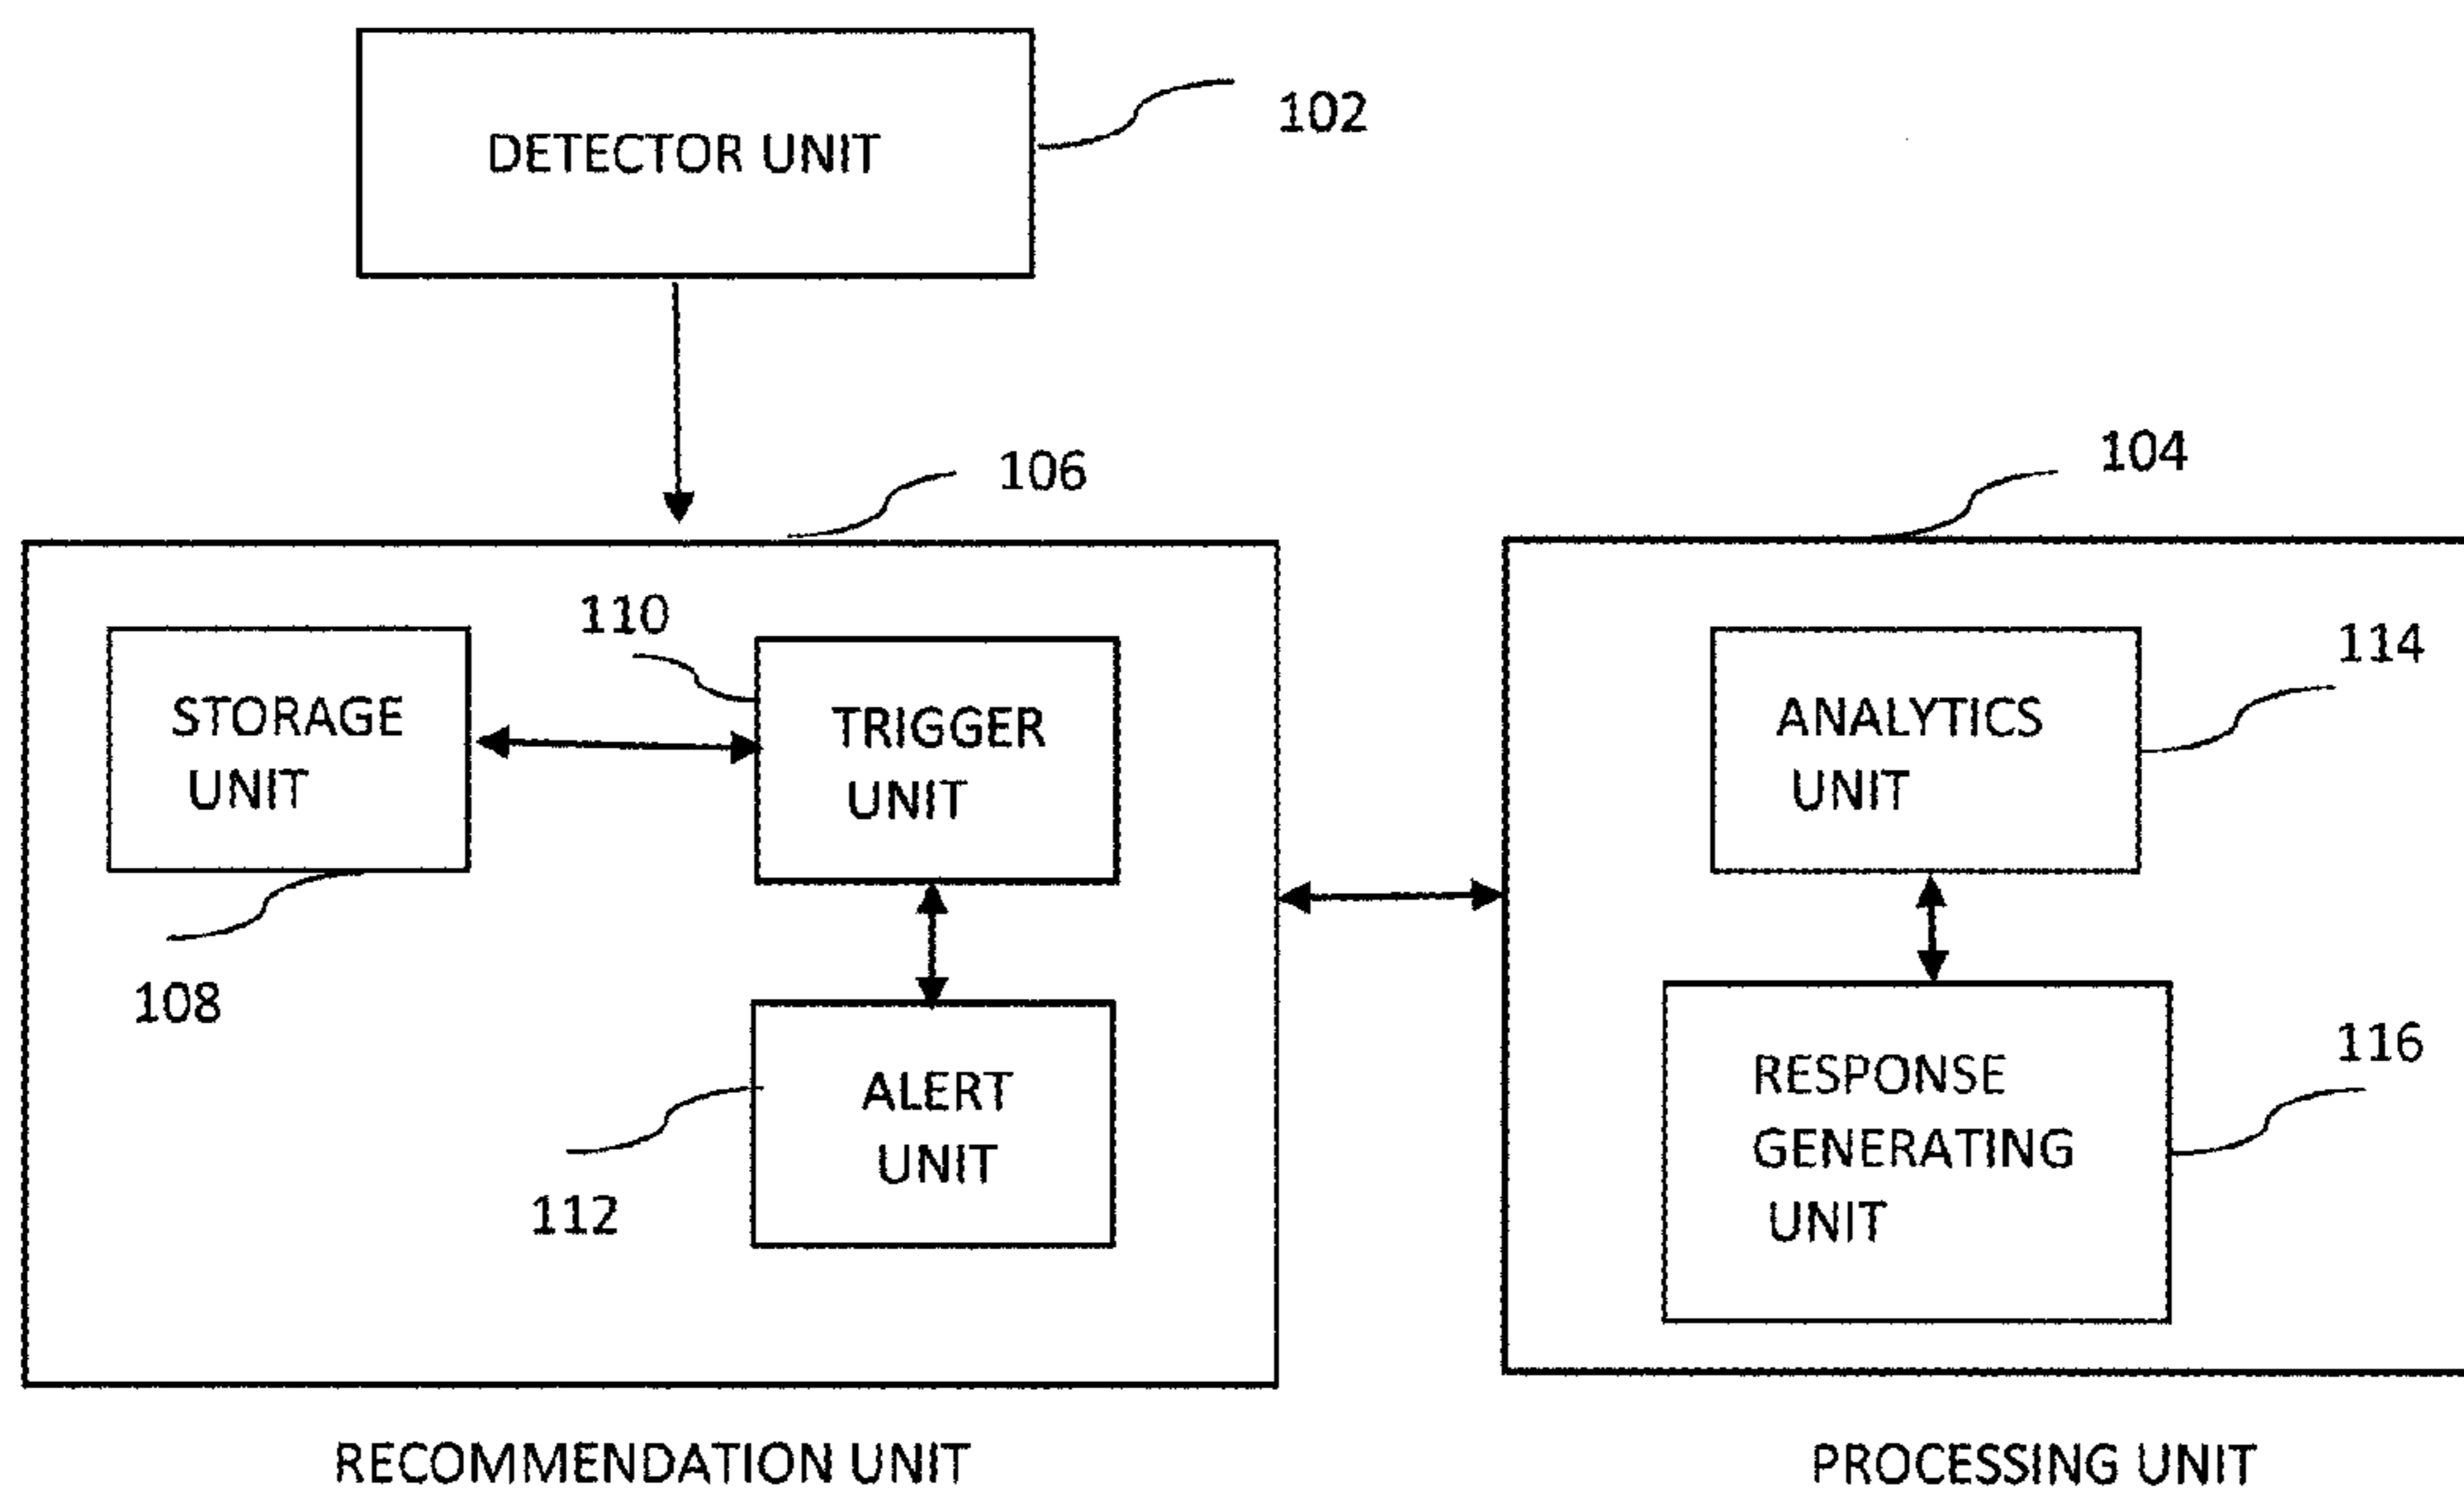 102
DETECTOR UNIT
106
104
110
114
STORAGE
UNIT
TRIGGER
UNIT
ANALYTICS
UNIT
108
112
ALERT
UNIT
116
RESPONSE
GENERATING
UNIT
RECOMMENDATION UNIT
PROCESSING UNIT